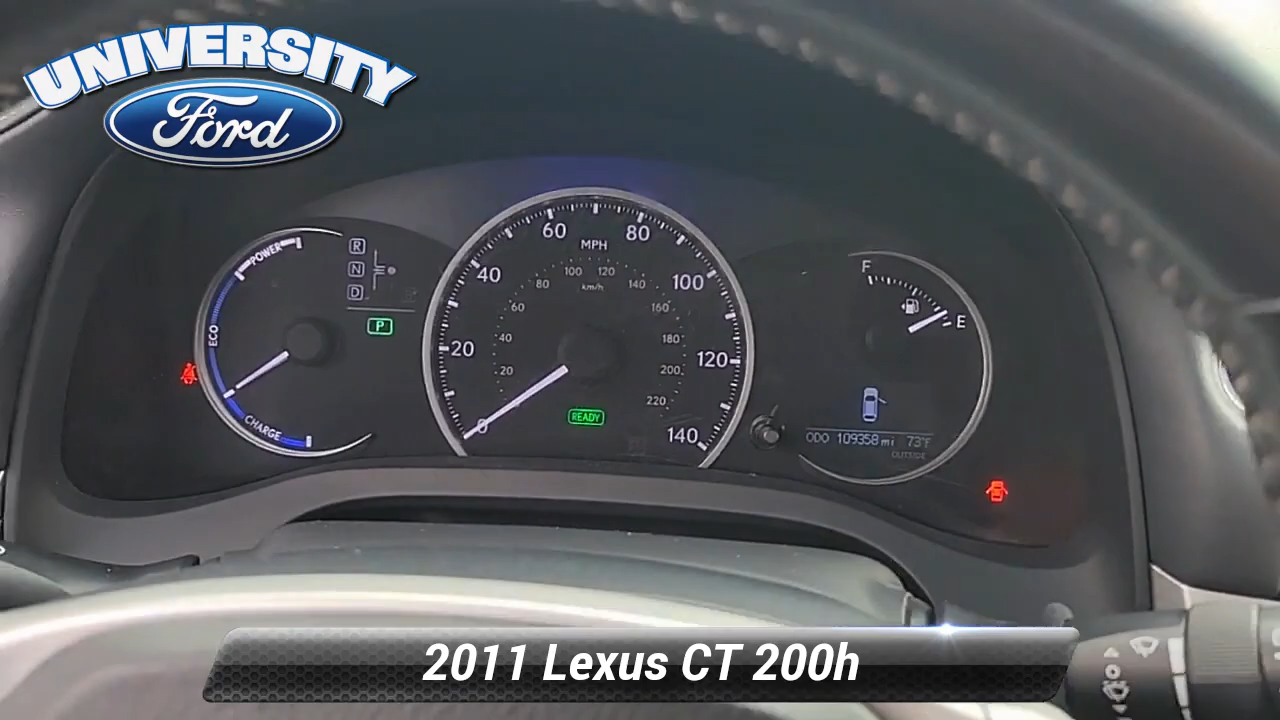 UNIVERSITY
Ford
POWER
ECO
CHARGE
R
N
D
P
0
20
40
60
80
100
120
140
MPH
20
40
60
80
100
120
140
160
180
200
220
km/h
READY
F
E
ODO 109358 mi 73°F
OUTSIDE
2011 Lexus CT 200h